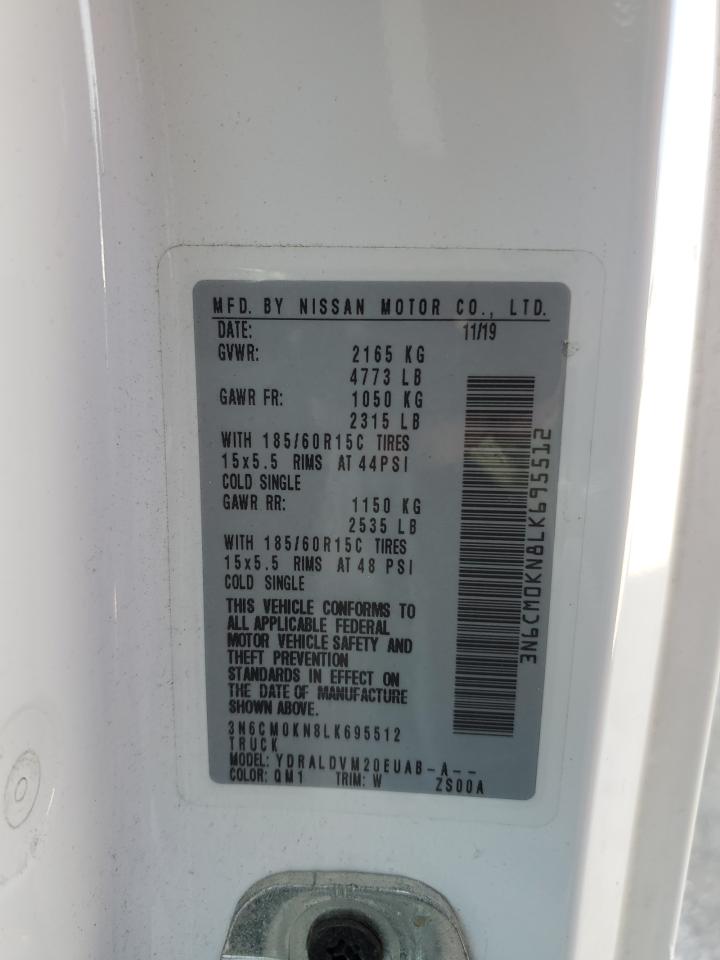 MFD. BY NISSAN MOTOR CO., LTD.
DATE: 11/19
GVWR: 2165 KG
4773 LB
GAWR FR: 1050 KG
2315 LB
WITH 185/60R15C TIRES
15x5.5 RIMS AT 44PSI
COLD SINGLE
GAWR RR: 1150 KG
2535 LB
WITH 185/60R15C TIRES
15x5.5 RIMS AT 48 PSI
COLD SINGLE
THIS VEHICLE CONFORMS TO
ALL APPLICABLE FEDERAL
MOTOR VEHICLE SAFETY AND
THEFT PREVENTION
STANDARDS IN EFFECT ON
THE DATE OF MANUFACTURE
SHOWN ABOVE.
3N6CM0KN8LK695512
TRUCK
MODEL: YDRALDVM20EUAB-A--
COLOR: QM1 TRIM: W ZS00A
3N6CM0KN8LK695512